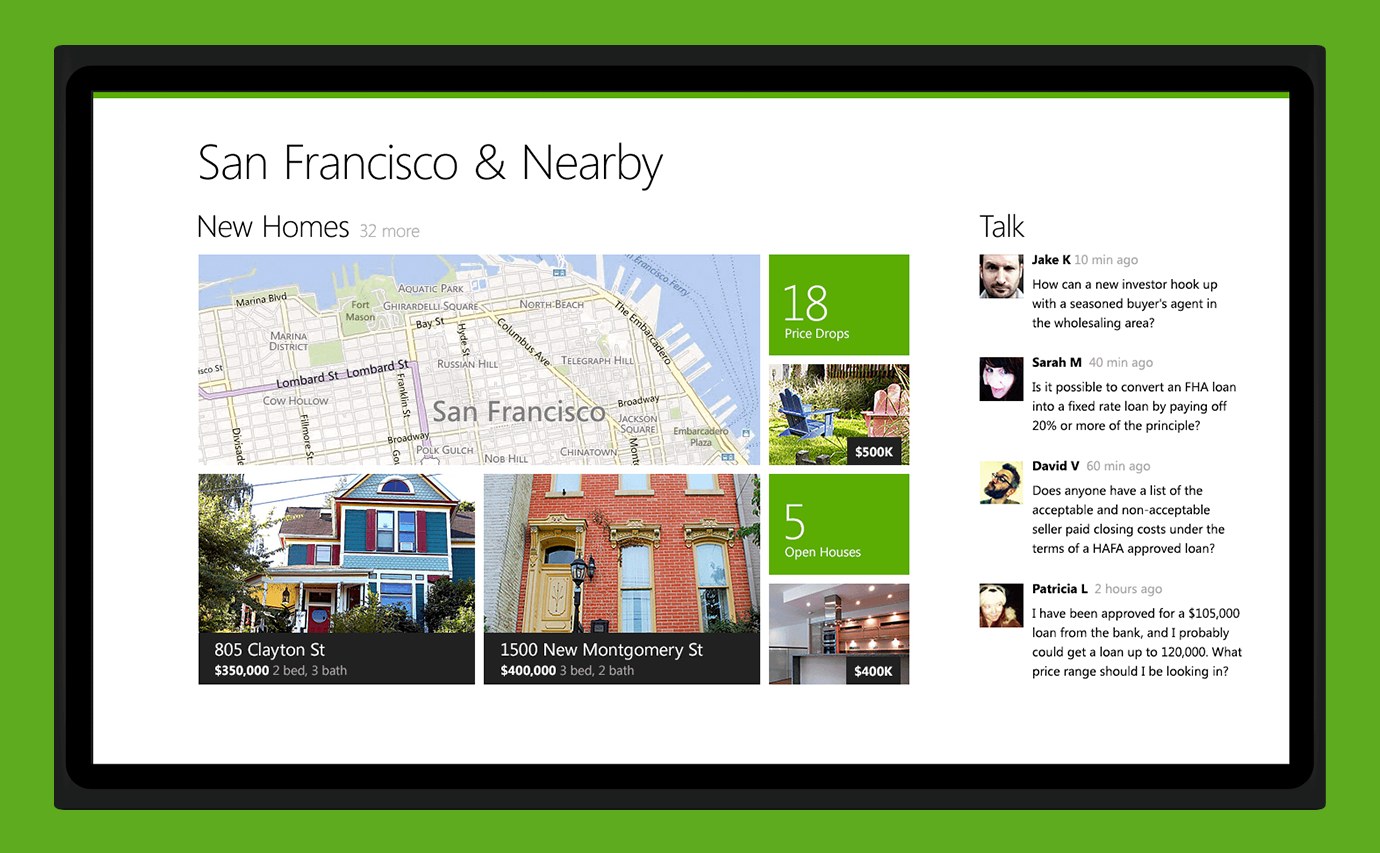 San Francisco & Nearby
New Homes 32 more
Marina Blvd
Fort
Mason
AQUATIC PARK
GHIRARDELLI SQUARE
NORTH BEACH
San Francisco Ferry
The Embarcadero
MARINA
DISTRICT
Bay St
Hyde St
Columbus Ave
RUSSIAN HILL
TELEGRAPH HILL
Lombard St Lombard St
COW HOLLOW
Franklin St
Fillmore St
San Francisco
Broadway
JACKSON
SQUARE
Embarcadero
Plaza
Broadway
POLK GULCH
NOB HILL
CHINATOWN
18
Price Drops
$500K
805 Clayton St
$350,000 2 bed, 3 bath
1500 New Montgomery St
$400,000 3 bed, 2 bath
5
Open Houses
$400K
Talk
Jake K 10 min ago
How can a new investor hook up
with a seasoned buyer's agent in
the wholesaling area?
Sarah M 40 min ago
Is it possible to convert an FHA loan
into a fixed rate loan by paying off
20% or more of the principle?
David V 60 min ago
Does anyone have a list of the
acceptable and non-acceptable
seller paid closing costs under the
terms of a HAFA approved loan?
Patricia L 2 hours ago
I have been approved for a $105,000
loan from the bank, and I probably
could get a loan up to 120,000. What
price range should I be looking in?